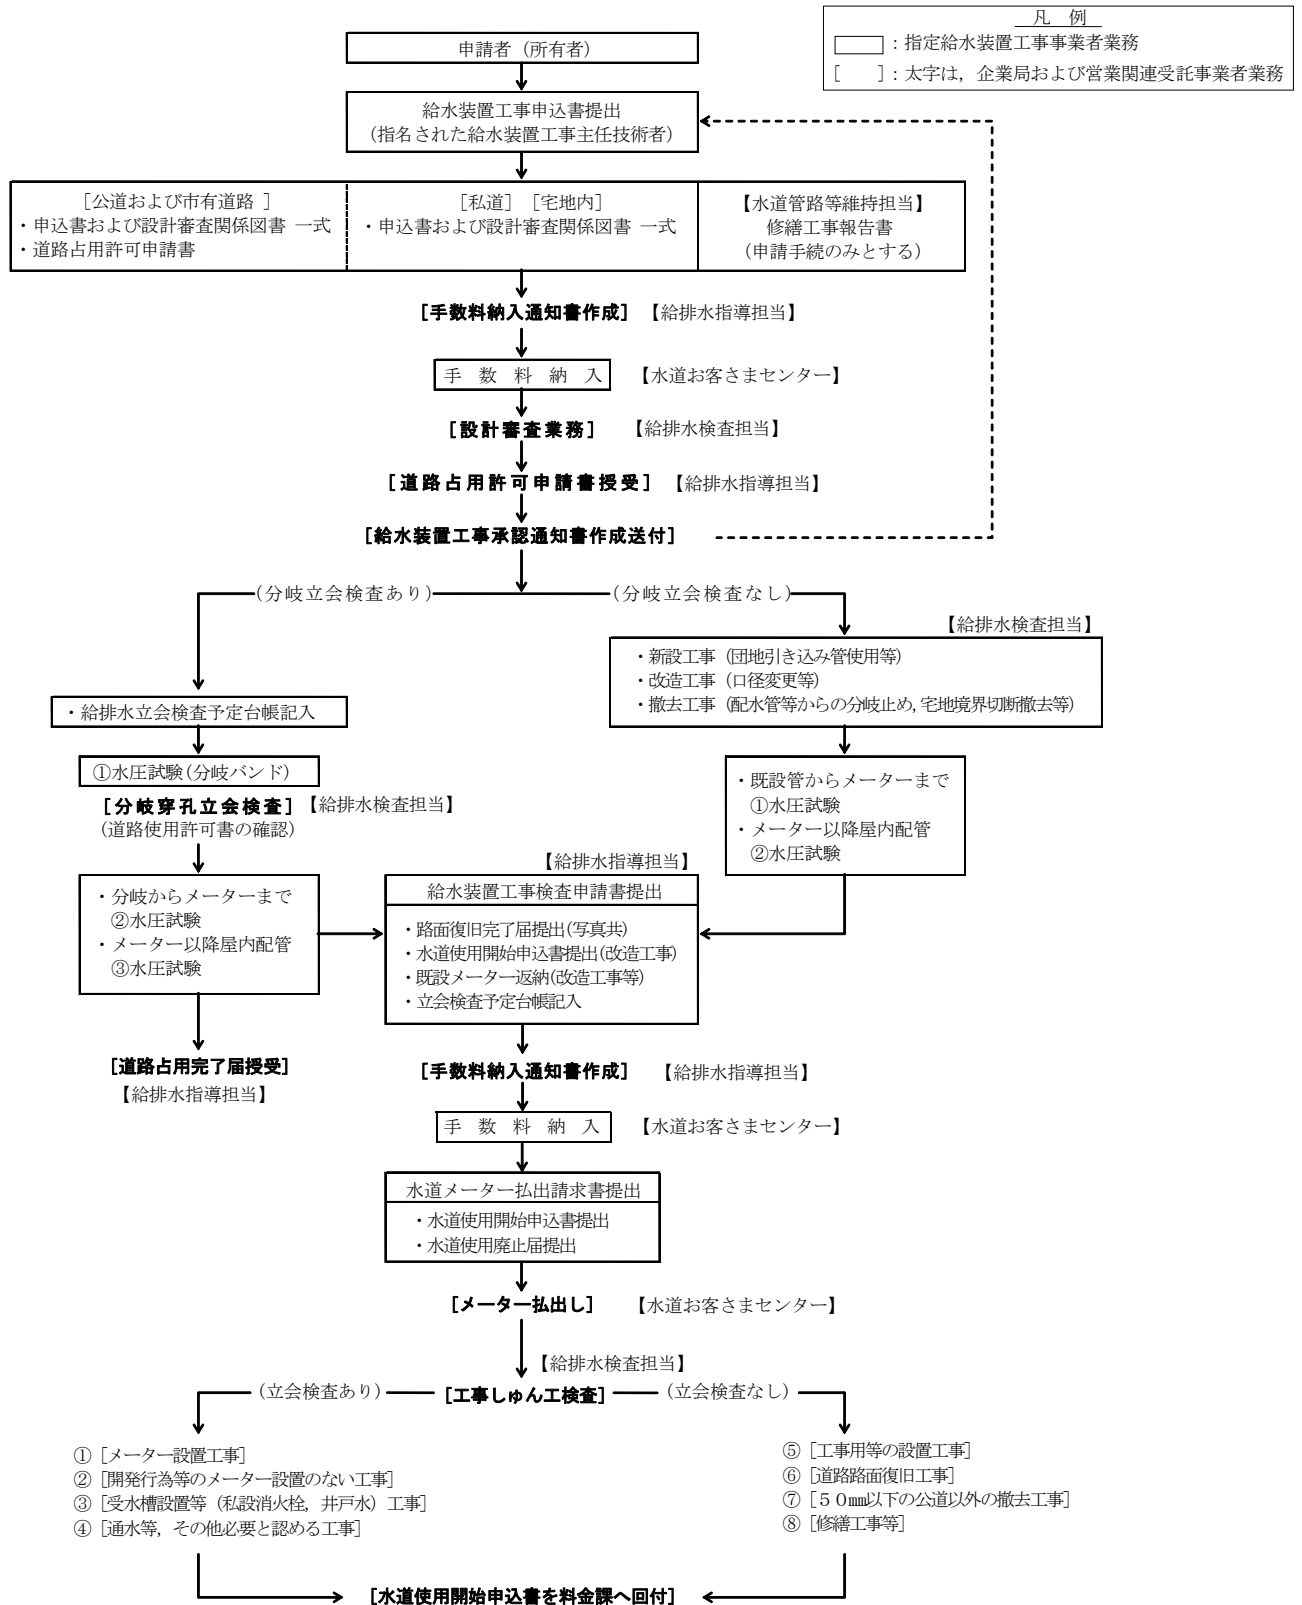 凡　例
：指定給水装置工事事業者業務
［　　］：太字は，企業局および営業関連受託事業者業務
申請者（所有者）
給水装置工事申込書提出
（指名された給水装置工事主任技術者）
［公道および市有道路 ］
・申込書および設計審査関係図書 一式
・道路占用許可申請書
［私道］［宅地内］
・申込書および設計審査関係図書 一式
【水道管路等維持担当】
修繕工事報告書
（申請手続のみとする）
［手数料納入通知書作成］【給排水指導担当】
手　数　料　納　入　【水道お客さまセンター】
［設計審査業務］　【給排水検査担当】
［道路占用許可申請書授受］【給排水指導担当】
［給水装置工事承認通知書作成送付］
（分岐立会検査あり）
（分岐立会検査なし）
【給排水検査担当】
・新設工事（団地引き込み管使用等）
・改造工事（口径変更等）
・撤去工事（配水管等からの分岐止め，宅地境界切断撤去等）
・給排水立会検査予定台帳記入
①水圧試験（分岐バンド）
［分岐穿孔立会検査］【給排水検査担当】
（道路使用許可書の確認）
・既設管からメーターまで
①水圧試験
・メーター以降屋内配管
②水圧試験
・分岐からメーターまで
②水圧試験
・メーター以降屋内配管
③水圧試験
【給排水指導担当】
給水装置工事検査申請書提出
・路面復旧完了届提出（写真共）
・水道使用開始申込書提出（改造工事）
・既設メーター返納（改造工事等）
・立会検査予定台帳記入
［道路占用完了届授受］
【給排水指導担当】
［手数料納入通知書作成］　【給排水指導担当】
手　数　料　納　入　【水道お客さまセンター】
水道メーター払出請求書提出
・水道使用開始申込書提出
・水道使用廃止届提出
［メーター払出し］　【水道お客さまセンター】
【給排水検査担当】
（立会検査あり）　［工事しゅん工検査］　（立会検査なし）
①［メーター設置工事］
②［開発行為等のメーター設置のない工事］
③［受水槽設置等（私設消火栓，井戸水）工事］
④［通水等，その他必要と認める工事］
⑤［工事用等の設置工事］
⑥［道路路面復旧工事］
⑦［５０㎜以下の公道以外の撤去工事］
⑧［修繕工事等］
［水道使用開始申込書を料金課へ回付］